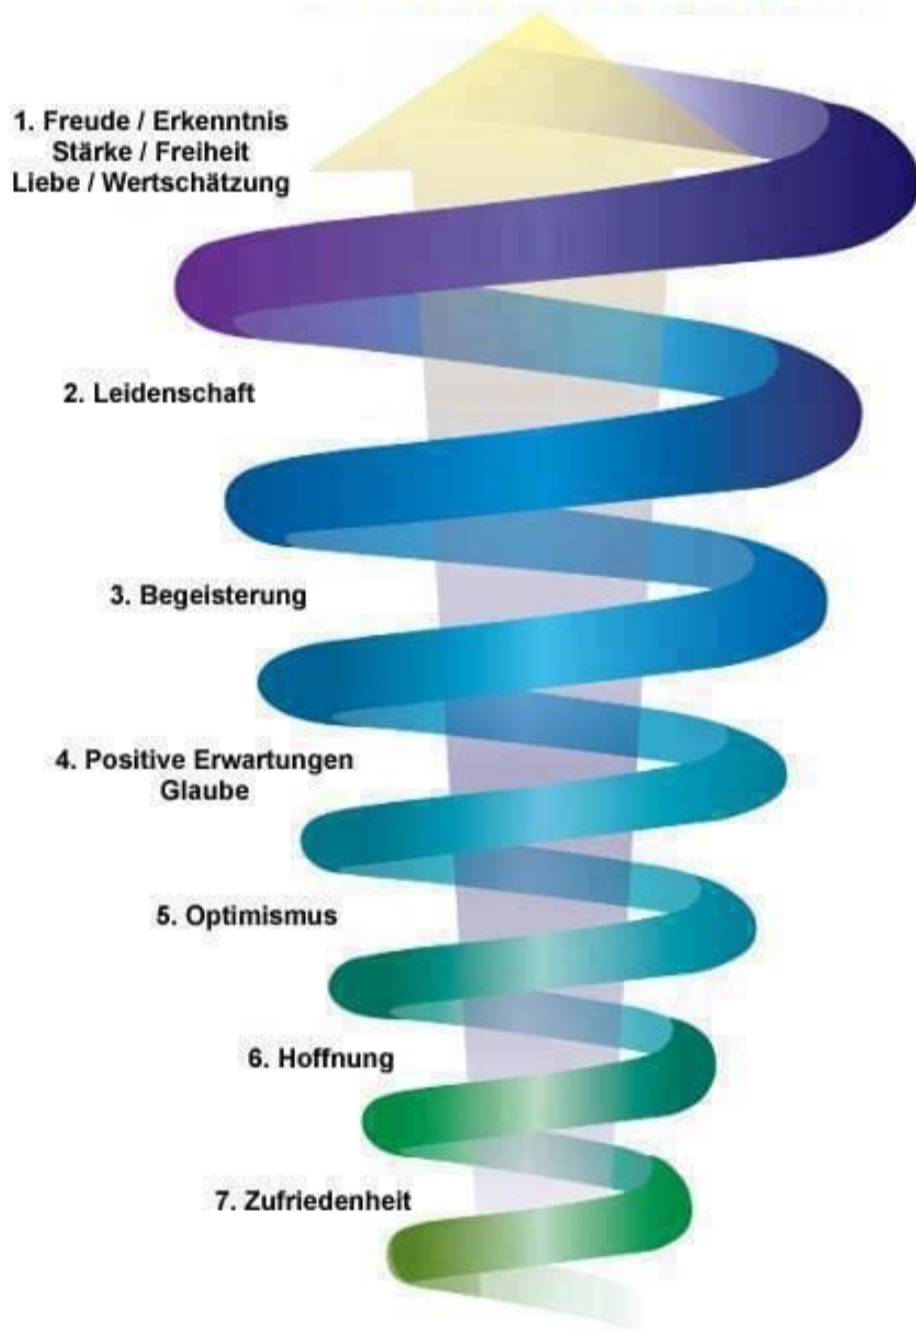 1. Freude / Erkenntnis
Stärke / Freiheit
Liebe / Wertschätzung
2. Leidenschaft
3. Begeisterung
4. Positive Erwartungen
Glaube
5. Optimismus
6. Hoffnung
7. Zufriedenheit